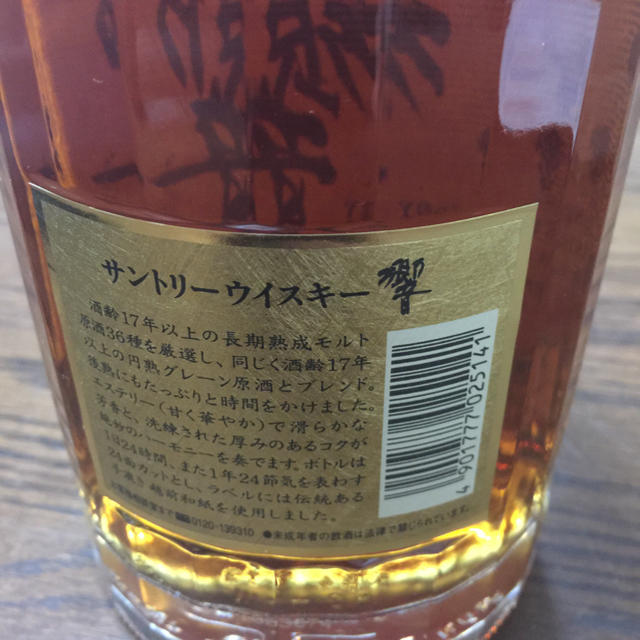 サントリーウイスキー 響
酒齢17年以上の長期熟成モルト
原酒36種を厳選し、同じく酒齢17年
以上の円熟グレーン原酒とブレンド。
後熟にもたっぷりと時間をかけました。
エステリー(甘く華やか)で滑らかな
芳香と、洗練された厚みのあるコクが
絶妙のハーモニーを奏でます。ボトルは
1日24時間、また1年24節気を表わす
24面カットとし、ラベルには伝統ある
手漉き越前和紙を使用しました。
0120-139310
●未成年者の飲酒は法律で禁じられています。
4 901777 025141